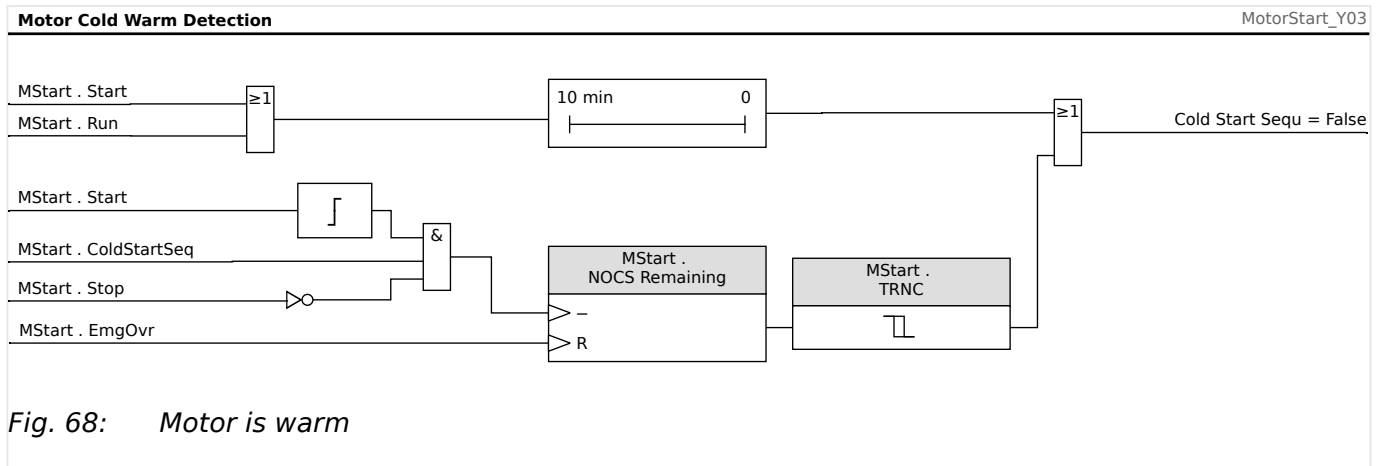 Motor Cold Warm Detection
MotorStart_Y03
MStart . Start
≥1
MStart . Run
10 min 0
≥1
Cold Start Sequ = False
MStart . Start
&
MStart . ColdStartSeq
MStart . Stop
MStart . EmgOvr
MStart .
NOCS Remaining
–
R
MStart .
TRNC
Fig. 68: Motor is warm